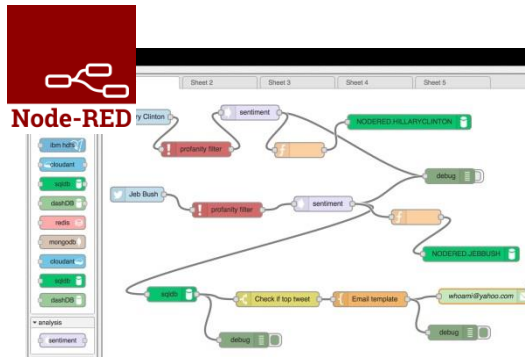 Node-RED
Sheet 2
Sheet 3
Sheet 4
Sheet 5
ry Clinton
sentiment
NODERED.HILLARYCLINTON
profanity filter
f
debug
Jeb Bush
profanity filter
sentiment
f
NODERED.JEBBUSH
sqldb
Check if top tweet
Email template
whoami@yahoo.com
debug
debug
ibm hdfs
cloudant
sqldb
dashDB
redis
mongodb
cloudant
sqldb
dashDB
analysis
sentiment